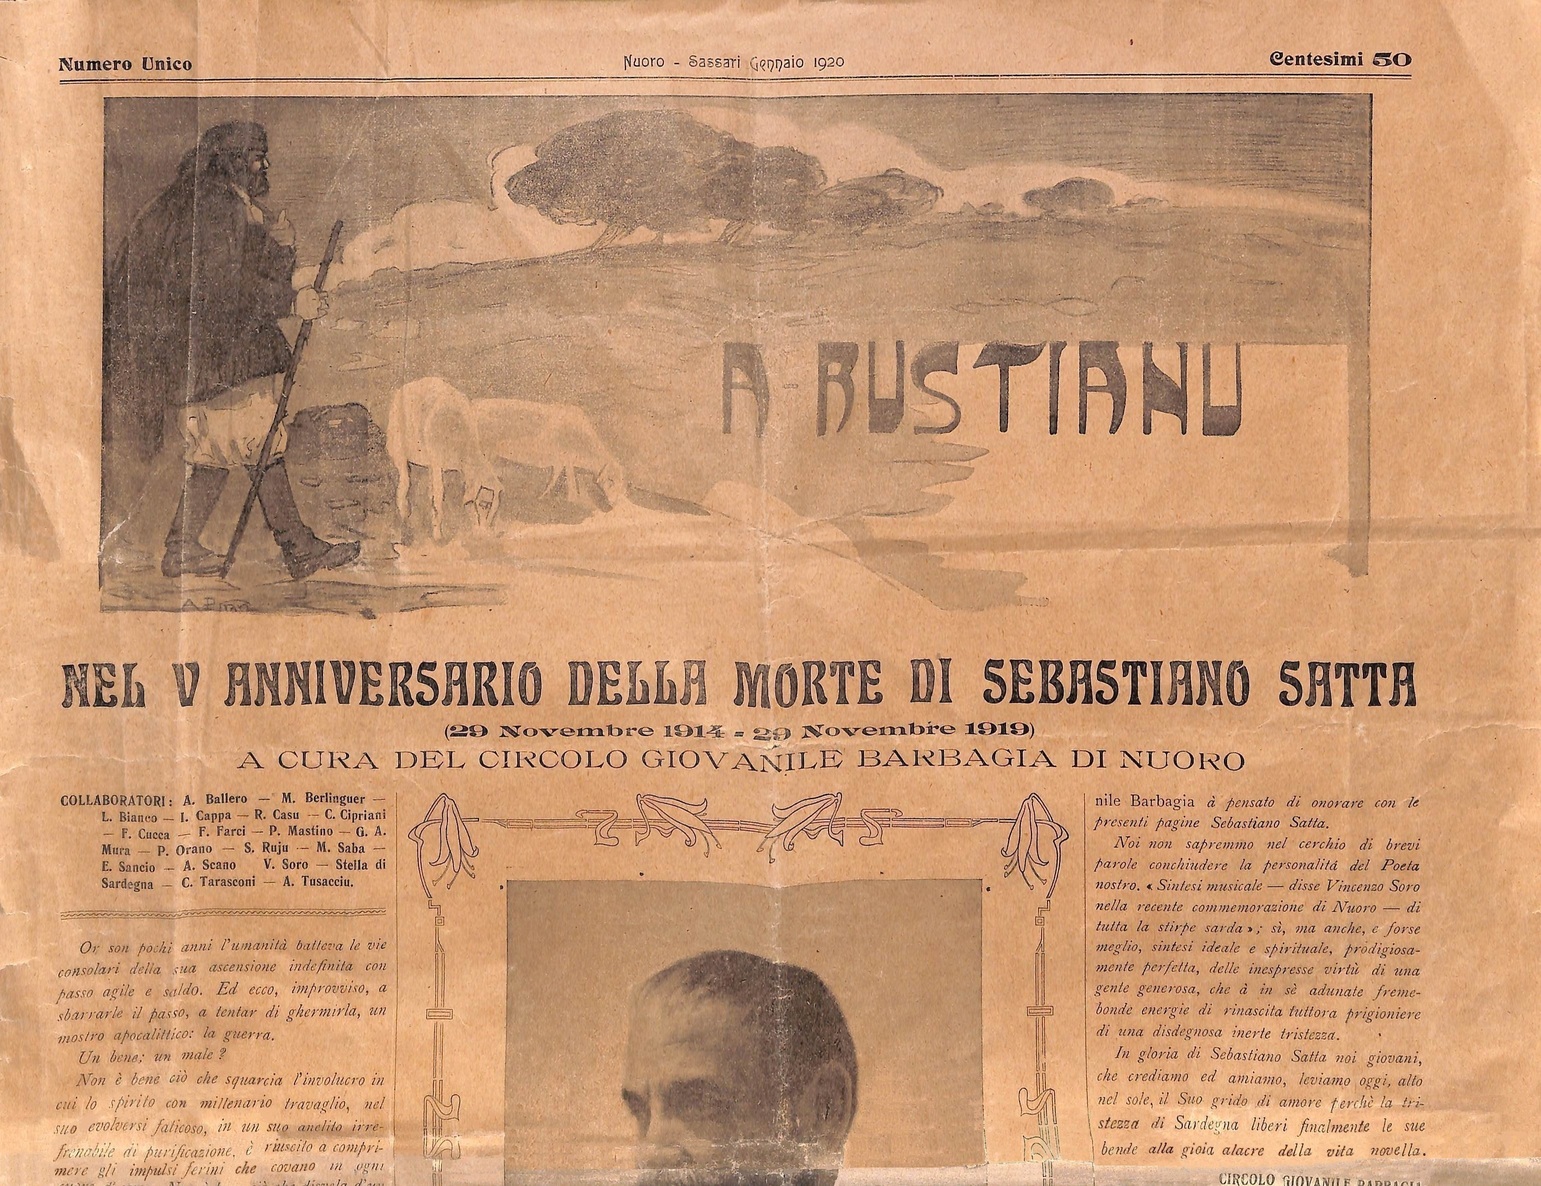 Numero Unico
Nuoro - Sassari Gennaio 1920
Centesimi 50
A BUSTIANU
NEL V ANNIVERSARIO DELLA MORTE DI SEBASTIANO SATTA
(29 Novembre 1914 = 29 Novembre 1919)
A CURA DEL CIRCOLO GIOVANILE BARBAGIA DI NUORO
COLLABORATORI: A. Ballero — M. Berlinguer —
L. Bianco — I. Cappa — R. Casu — C. Cipriani
— F. Cucca — F. Farci — P. Mastino — G. A.
Mura — P. Orano — S. Ruju — M. Saba —
E. Sancio — A. Scano V. Soro — Stella di
Sardegna — C. Tarasconi — A. Tusacciu.
Or son pochi anni l'umanità batteva le vie
consolari della sua ascensione indefinita con
passo agile e saldo. Ed ecco, improvviso, a
sbarrarle il passo, a tentar di ghermirla, un
mostro apocalittico: la guerra.
Un bene; un male?
Non è bene ciò che squarcia l'involucro in
cui lo spirito con millenario travaglio, nel
suo evolversi faticoso, in un suo anelito irre-
frenabile di purificazione, è riuscito a compri-
mere gli impulsi ferini che covano in ogni
nile Barbagia à pensato di onorare con le
presenti pagine Sebastiano Satta.
Noi non sapremmo nel cerchio di brevi
parole conchiudere la personalità del Poeta
nostro. « Sintesi musicale — disse Vincenzo Soro
nella recente commemorazione di Nuoro — di
tutta la stirpe sarda »; sì, ma anche, e forse
meglio, sintesi ideale e spirituale, prodigiosa-
mente perfetta, delle inespresse virtù di una
gente generosa, che à in sè adunate freme-
bonde energie di rinascita tuttora prigioniere
di una disdegnosa inerte tristezza.
In gloria di Sebastiano Satta noi giovani,
che crediamo ed amiamo, leviamo oggi, alto
nel sole, il Suo grido di amore perchè la tri-
stezza di Sardegna liberi finalmente le sue
bende alla gioia alacre della vita novella.
CIRCOLO GIOVANILE BARBAGIA